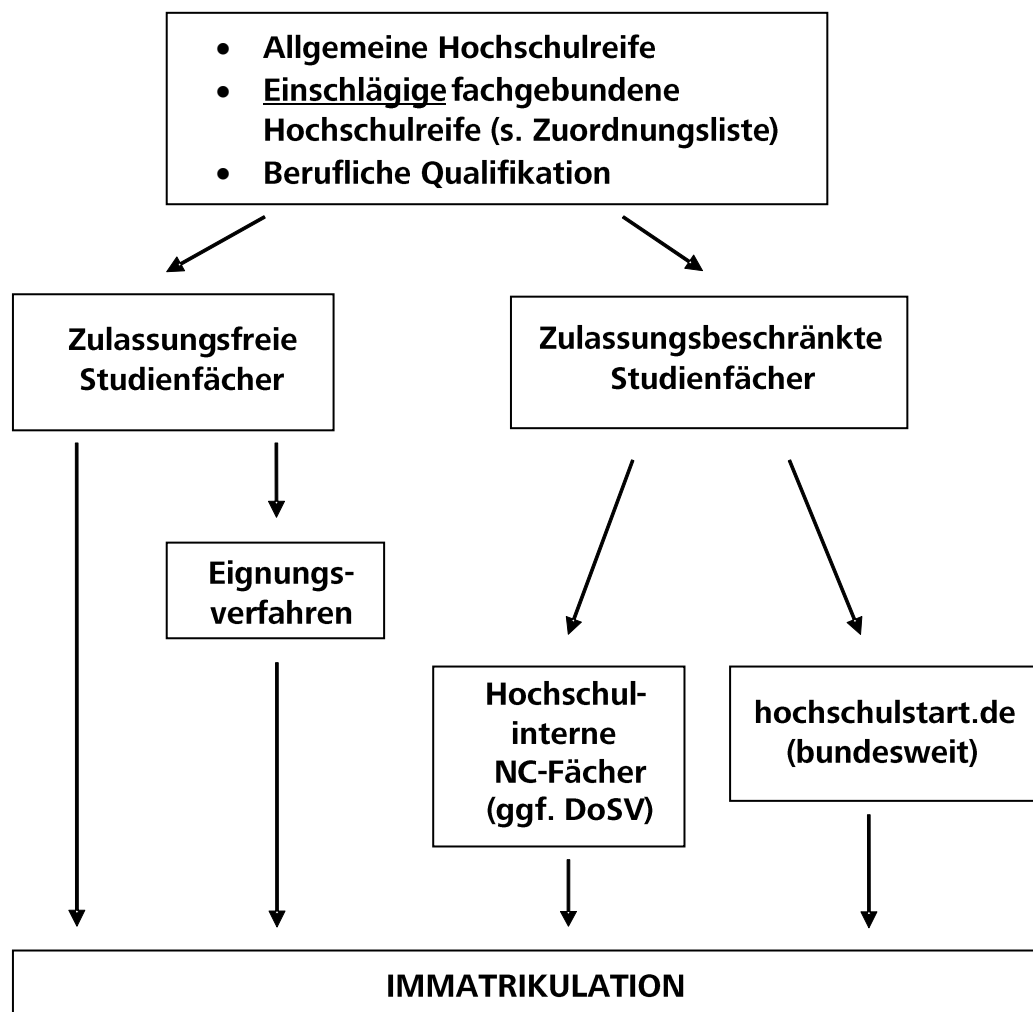 • Allgemeine Hochschulreife
• Einschlägige fachgebundene
Hochschulreife (s. Zuordnungsliste)
• Berufliche Qualifikation
Zulassungsfreie
Studienfächer
Zulassungsbeschränkte
Studienfächer
Eignungs-
verfahren
Hochschul-
interne
NC-Fächer
(ggf. DoSV)
hochschulstart.de
(bundesweit)
IMMATRIKULATION